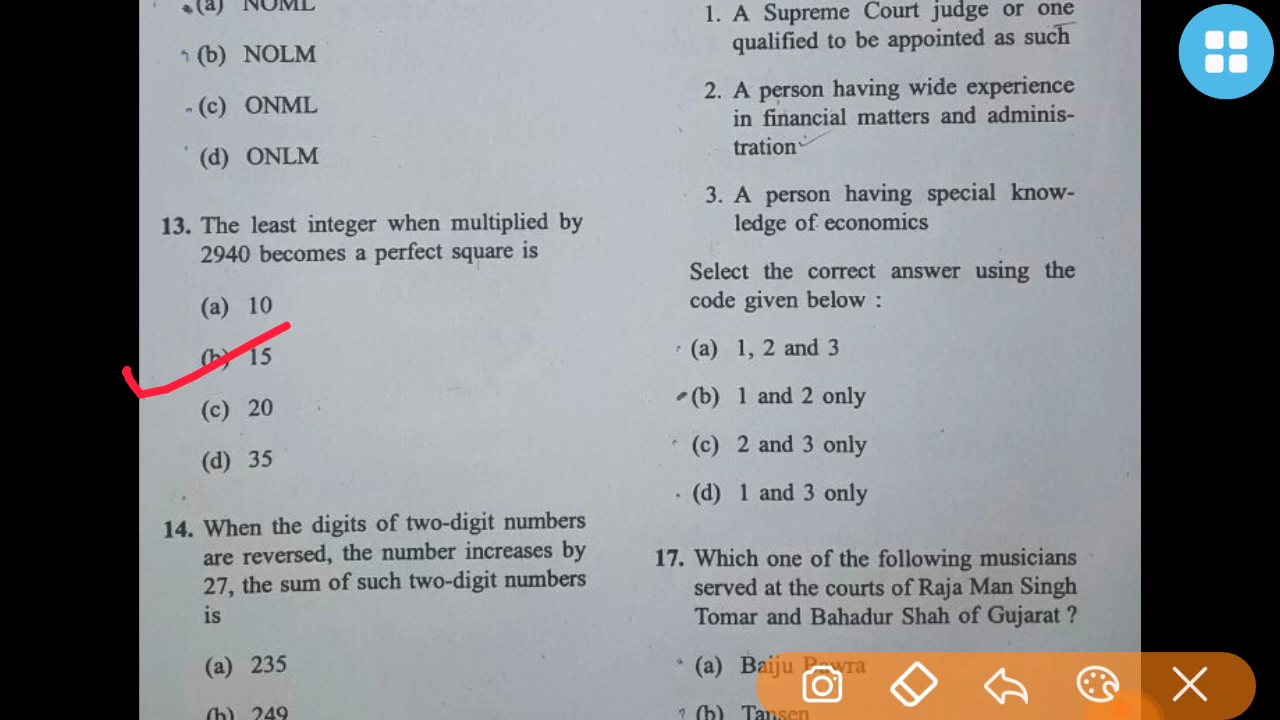 (a) NOML
(b) NOLM
(c) ONML
(d) ONLM
13. The least integer when multiplied by
2940 becomes a perfect square is
(a) 10
(b) 15
(c) 20
(d) 35
14. When the digits of two-digit numbers
are reversed, the number increases by
27, the sum of such two-digit numbers
is
(a) 235
(b) 249
1. A Supreme Court judge or one
qualified to be appointed as such
2. A person having wide experience
in financial matters and adminis-
tration
3. A person having special know-
ledge of economics
Select the correct answer using the
code given below :
(a) 1, 2 and 3
(b) 1 and 2 only
(c) 2 and 3 only
(d) 1 and 3 only
17. Which one of the following musicians
served at the courts of Raja Man Singh
Tomar and Bahadur Shah of Gujarat ?
(a) Baiju Bawra
(b) Tansen